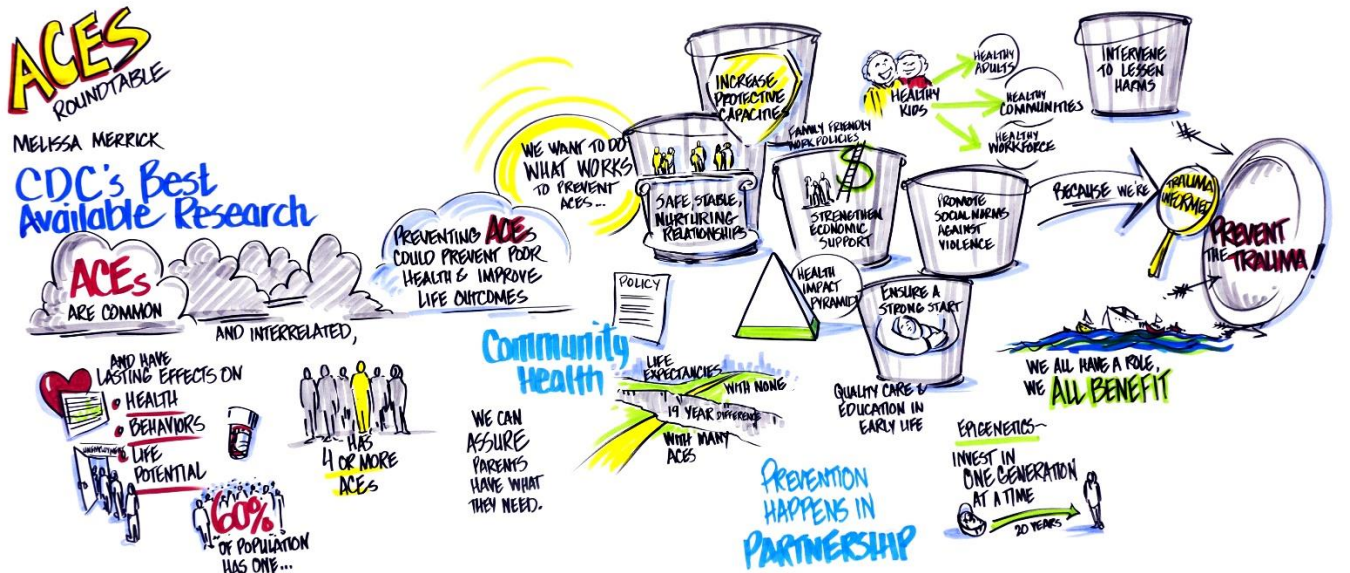 ACES
ROUNDTABLE
MELISSA MERRICK
CDC's Best
Available Research
ACEs
ARE COMMON
AND INTERRELATED,
AND HAVE
LASTING EFFECTS ON
HEALTH
BEHAVIORS
LIFE
POTENTIAL
UNEMPLOYMENT
60%
OF POPULATION
HAS ONE...
HAS
4 OR MORE
ACEs
PREVENTING ACEs
COULD PREVENT POOR
HEALTH & IMPROVE
LIFE OUTCOMES
WE WANT TO DO
WHAT WORKS
TO PREVENT
ACES...
INCREASE
PROTECTIVE
CAPACITIES
SAFE, STABLE,
NURTURING
RELATIONSHIPS
FAMILY FRIENDLY
WORK POLICIES
$
STRENGTHEN
ECONOMIC
SUPPORT
PROMOTE
SOCIAL NORMS
AGAINST
VIOLENCE
HEALTHY
KIDS
HEALTHY
ADULTS
HEALTHY
COMMUNITIES
HEALTHY
WORKFORCE
INTERVENE
TO LESSEN
HARMS
BECAUSE WE'RE
TRAUMA
INFORMED
PREVENT
THE TRAUMA!
POLICY
HEALTH
IMPACT
PYRAMID
ENSURE A
STRONG START
QUALITY CARE &
EDUCATION IN
EARLY LIFE
Community
Health
WE CAN
ASSURE
PARENTS
HAVE WHAT
THEY NEED.
LIFE
EXPECTANCIES
WITH NONE
19 YEAR DIFFERENCE
WITH MANY
ACES
WE ALL HAVE A ROLE,
WE ALL BENEFIT
PREVENTION
HAPPENS IN
PARTNERSHIP
EPIGENETICS~
INVEST IN
ONE GENERATION
AT A TIME
20 YEARS